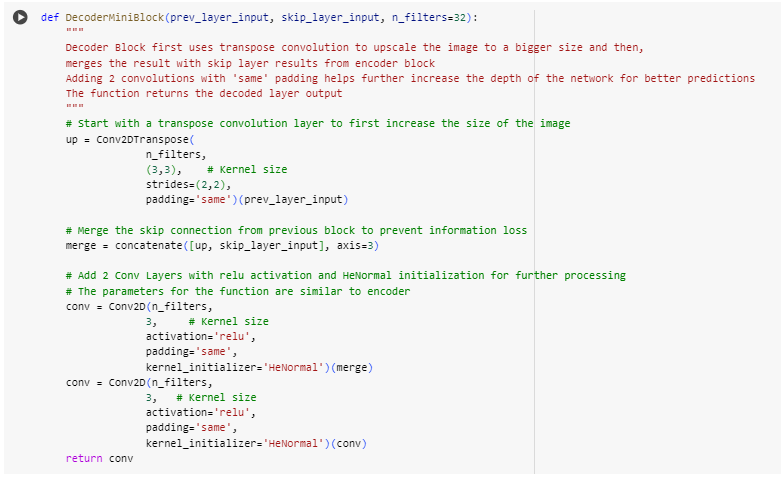 def DecoderMiniBlock(prev_layer_input, skip_layer_input, n_filters=32):
"""
Decoder Block first uses transpose convolution to upscale the image to a bigger size and then,
merges the result with skip layer results from encoder block
Adding 2 convolutions with 'same' padding helps further increase the depth of the network for better predictions
The function returns the decoded layer output
"""
# Start with a transpose convolution layer to first increase the size of the image
up = Conv2DTranspose(
n_filters,
(3,3),    # Kernel size
strides=(2,2),
padding='same')(prev_layer_input)
# Merge the skip connection from previous block to prevent information loss
merge = concatenate([up, skip_layer_input], axis=3)
# Add 2 Conv Layers with relu activation and HeNormal initialization for further processing
# The parameters for the function are similar to encoder
conv = Conv2D(n_filters,
3,     # Kernel size
activation='relu',
padding='same',
kernel_initializer='HeNormal')(merge)
conv = Conv2D(n_filters,
3,   # Kernel size
activation='relu',
padding='same',
kernel_initializer='HeNormal')(conv)
return conv